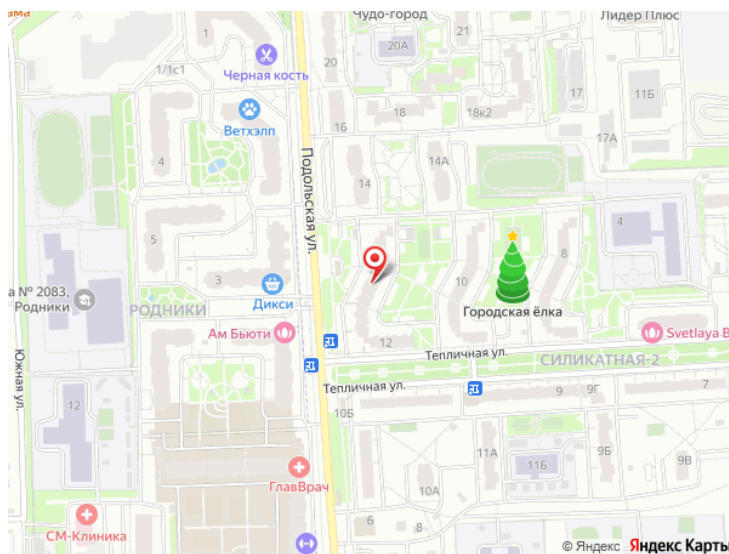 Чудо-город
Лидер Плюс
1
20А
21
20
1/1с1
Черная кость
11Б
17
18
18к2
Ветхэлп
16
17А
Подольская ул.
4
14А
14
4
5
8
3
10
а № 2083,
Родники
РОДНИКИ
Дикси
Городская ёлка
Ам Бьюти
Svetlaya B
12
Тепличная ул.
СИЛИКАТНАЯ-2
Южная ул.
Тепличная ул.
7
9
9Г
12
10Б
11А
9Б
11Б
9В
ГлавВрач
10А
6
8
СМ-Клиника
© Яндекс Яндекс Карты